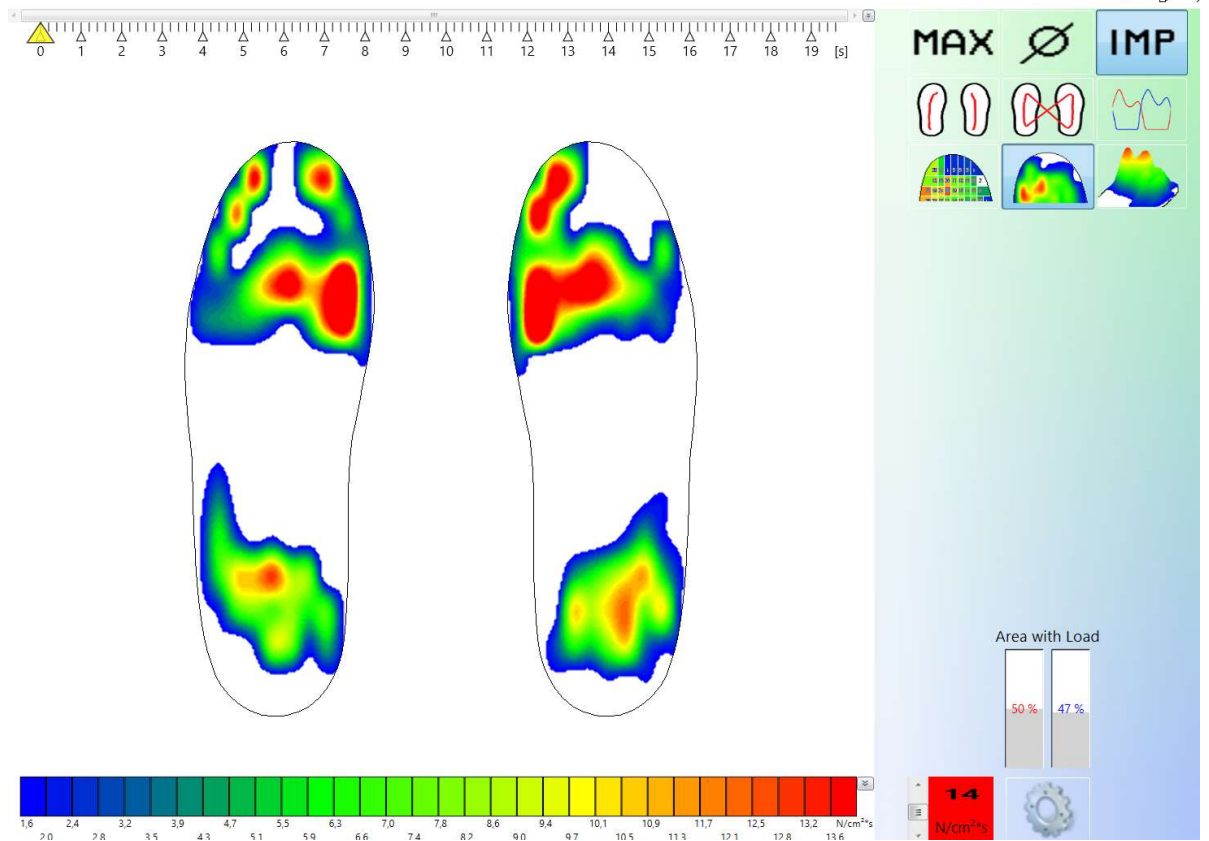 MAX Ø IMP
0 1 2 3 4 5 6 7 8 9 10 11 12 13 14 15 16 17 18 19 [s]
Area with Load
50 % 47 %
1,6 2,4 3,2 3,9 4,7 5,5 6,3 7,0 7,8 8,6 9,4 10,1 10,9 11,7 12,5 13,2 N/cm²*s
2,0 2,8 3,5 4,3 5,1 5,9 6,6 7,4 8,2 9,0 9,7 10,5 11,3 12,1 12,8 13,6
14
N/cm²*s